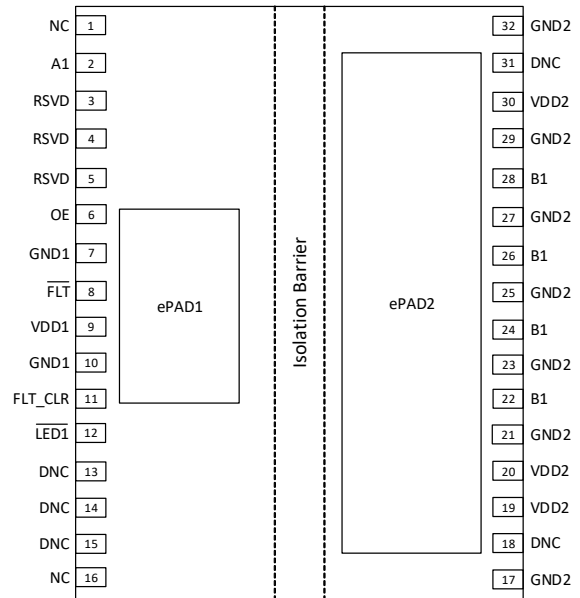 NC 1
A1 2
RSVD 3
RSVD 4
RSVD 5
OE 6
GND1 7
FLT 8
VDD1 9
GND1 10
FLT_CLR 11
LED1 12
DNC 13
DNC 14
DNC 15
NC 16
ePAD1
Isolation Barrier
ePAD2
32 GND2
31 DNC
30 VDD2
29 GND2
28 B1
27 GND2
26 B1
25 GND2
24 B1
23 GND2
22 B1
21 GND2
20 VDD2
19 VDD2
18 DNC
17 GND2